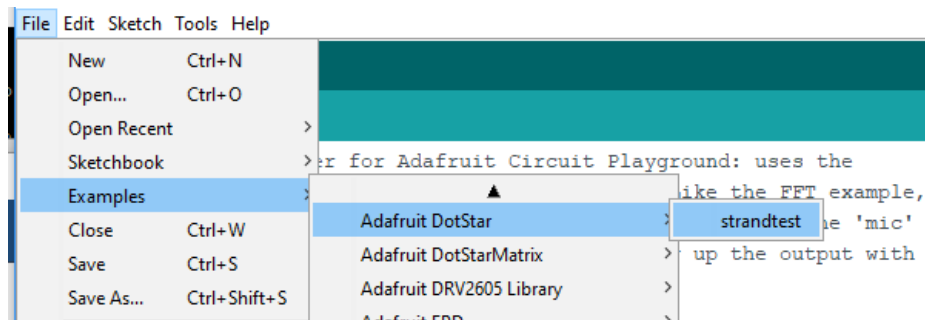 File Edit Sketch Tools Help
New Ctrl+N
Open... Ctrl+O
Open Recent
Sketchbook
Examples
Close Ctrl+W
Save Ctrl+S
Save As... Ctrl+Shift+S
Adafruit DotStar
Adafruit DotStarMatrix
Adafruit DRV2605 Library
strandtest
for Adafruit Circuit Playground: uses the
the FFT example,
'mic'
up the output with